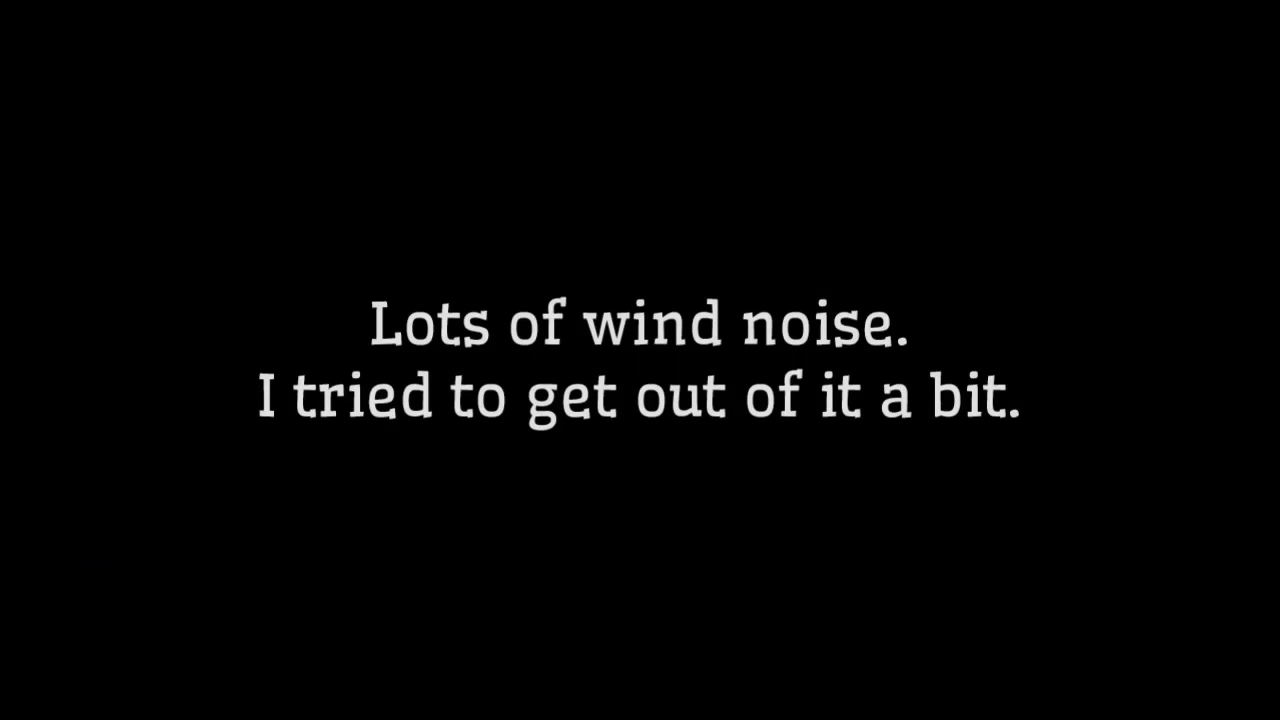 Lots of wind noise.
I tried to get out of it a bit.